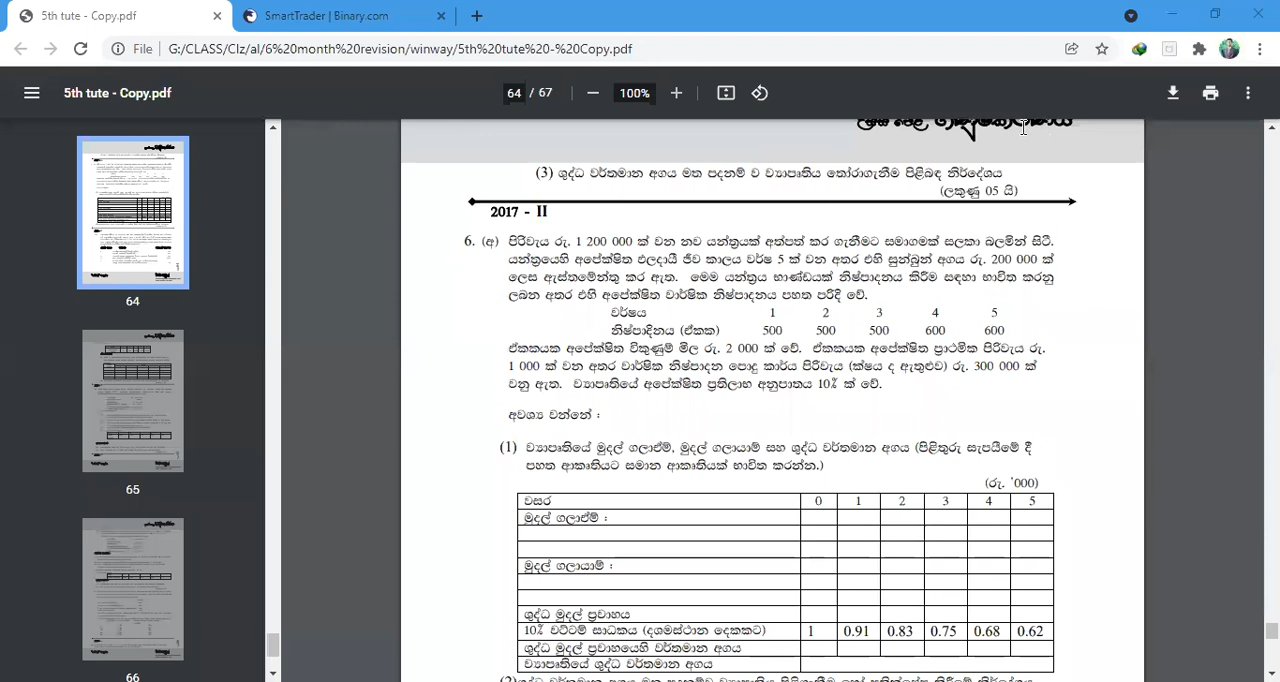 5th tute - Copy.pdf
SmartTrader | Binary.com
File
G:/CLASS/Clz/al/6%20month%20revision/winway/5th%20tute%20-%20Copy.pdf
5th tute - Copy.pdf
64 / 67
100%
64
65
66
(3) ශුද්ධ වර්තමාන අගය මත පදනම් ව ව්‍යාපෘතිය තෝරාගැනීම පිළිබඳ නිර්දේශය
(ලකුණු 05 යි)
2017 - II
6. (අ) පිරිවැය රු. 1 200 000 ක් වන නව යන්ත්‍රයක් අත්පත් කර ගැනීමට සමාගමක් සලකා බලමින් සිටී.
යන්ත්‍රයෙහි අපේක්ෂිත ඵලදායී ජීව කාලය වර්ෂ 5 ක් වන අතර එහි සුන්බුන් අගය රු. 200 000 ක්
ලෙස ඇස්තමේන්තු කර ඇත. මෙම යන්ත්‍රය භාණ්ඩයක් නිෂ්පාදනය කිරීම සඳහා භාවිත කරනු
ලබන අතර එහි අපේක්ෂිත වාර්ෂික නිෂ්පාදනය පහත පරිදි වේ.
වර්ෂය 1 2 3 4 5
නිෂ්පාදිනය (ඒකක) 500 500 500 600 600
ඒකකයක අපේක්ෂිත විකුණුම් මිල රු. 2 000 ක් වේ. ඒකකයක අපේක්ෂිත ප්‍රාථමික පිරිවැය රු.
1 000 ක් වන අතර වාර්ෂික නිෂ්පාදන පොදු කාර්ය පිරිවැය (ක්ෂය ද ඇතුළුව) රු. 300 000 ක්
වනු ඇත. ව්‍යාපෘතියේ අපේක්ෂිත ප්‍රතිලාභ අනුපාතය 10% ක් වේ.
අවශ්‍ය වන්නේ :
(1) ව්‍යාපෘතියේ මුදල් ගලාඒම්, මුදල් ගලායාම් සහ ශුද්ධ වර්තමාන අගය (පිළිතුරු සැපයීමේ දී
පහත ආකෘතියට සමාන ආකෘතියක් භාවිත කරන්න.)
(රු. '000)
වසර 0 1 2 3 4 5
මුදල් ගලාඒම් :
මුදල් ගලායාම් :
ශුද්ධ මුදල් ප්‍රවාහය
10% වට්ටම් සාධකය (දශමස්ථාන දෙකකට) 1 0.91 0.83 0.75 0.68 0.62
ශුද්ධ මුදල් ප්‍රවාහයෙහි වර්තමාන අගය
ව්‍යාපෘතියේ ශුද්ධ වර්තමාන අගය